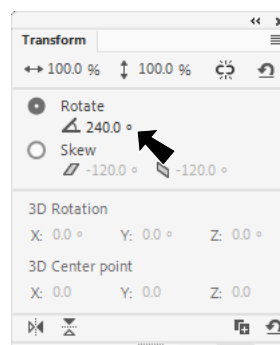 Transform
100.0 % 100.0 %
Rotate
240.0 °
Skew
-120.0 ° -120.0 °
3D Rotation
X: 0.0 ° Y: 0.0 ° Z: 0.0 °
3D Center point
X: 0.0 Y: 0.0 Z: 0.0